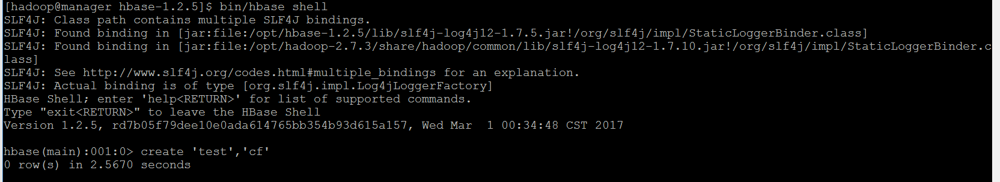 [hadoop@manager hbase-1.2.5]$ bin/hbase shell
SLF4J: Class path contains multiple SLF4J bindings.
SLF4J: Found binding in [jar:file:/opt/hbase-1.2.5/lib/slf4j-log4j12-1.7.5.jar!/org/slf4j/impl/StaticLoggerBinder.class]
SLF4J: Found binding in [jar:file:/opt/hadoop-2.7.3/share/hadoop/common/lib/slf4j-log4j12-1.7.10.jar!/org/slf4j/impl/StaticLoggerBinder.c
lass]
SLF4J: See http://www.slf4j.org/codes.html#multiple_bindings for an explanation.
SLF4J: Actual binding is of type [org.slf4j.impl.Log4jLoggerFactory]
HBase Shell; enter 'help<RETURN>' for list of supported commands.
Type "exit<RETURN>" to leave the HBase Shell
Version 1.2.5, rd7b05f79dee10e0ada614765bb354b93d615a157, Wed Mar  1 00:34:48 CST 2017

hbase(main):001:0> create 'test','cf'
0 row(s) in 2.5670 seconds